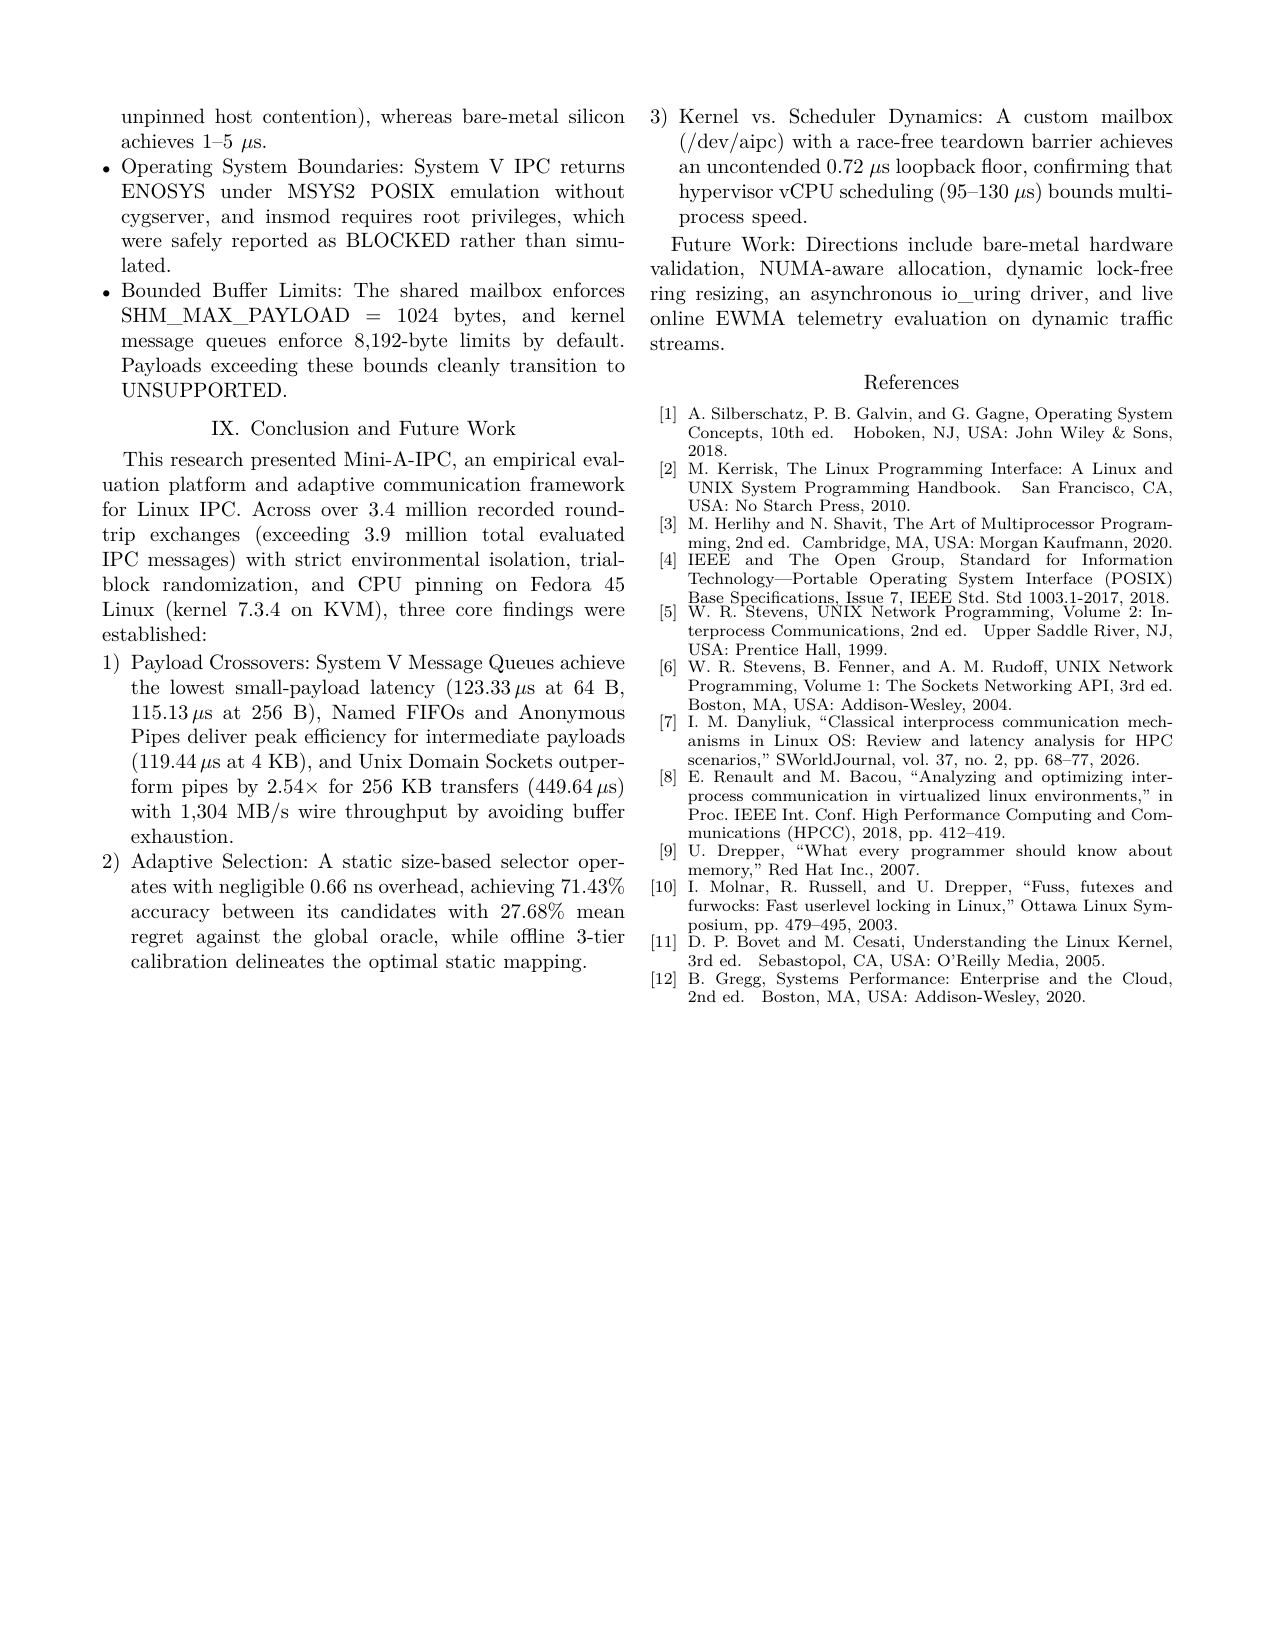 unpinned host contention), whereas bare-metal silicon
achieves 1–5 μs.
• Operating System Boundaries: System V IPC returns
ENOSYS under MSYS2 POSIX emulation without
cygserver, and insmod requires root privileges, which
were safely reported as BLOCKED rather than simu-
lated.
• Bounded Buffer Limits: The shared mailbox enforces
SHM_MAX_PAYLOAD = 1024 bytes, and kernel
message queues enforce 8,192-byte limits by default.
Payloads exceeding these bounds cleanly transition to
UNSUPPORTED.
IX. Conclusion and Future Work
This research presented Mini-A-IPC, an empirical eval-
uation platform and adaptive communication framework
for Linux IPC. Across over 3.4 million recorded round-
trip exchanges (exceeding 3.9 million total evaluated
IPC messages) with strict environmental isolation, trial-
block randomization, and CPU pinning on Fedora 45
Linux (kernel 7.3.4 on KVM), three core findings were
established:
1) Payload Crossovers: System V Message Queues achieve
the lowest small-payload latency (123.33 μs at 64 B,
115.13 μs at 256 B), Named FIFOs and Anonymous
Pipes deliver peak efficiency for intermediate payloads
(119.44 μs at 4 KB), and Unix Domain Sockets outper-
form pipes by 2.54× for 256 KB transfers (449.64 μs)
with 1,304 MB/s wire throughput by avoiding buffer
exhaustion.
2) Adaptive Selection: A static size-based selector oper-
ates with negligible 0.66 ns overhead, achieving 71.43%
accuracy between its candidates with 27.68% mean
regret against the global oracle, while offline 3-tier
calibration delineates the optimal static mapping.
3) Kernel vs. Scheduler Dynamics: A custom mailbox
(/dev/aipc) with a race-free teardown barrier achieves
an uncontended 0.72 μs loopback floor, confirming that
hypervisor vCPU scheduling (95–130 μs) bounds multi-
process speed.
Future Work: Directions include bare-metal hardware
validation, NUMA-aware allocation, dynamic lock-free
ring resizing, an asynchronous io_uring driver, and live
online EWMA telemetry evaluation on dynamic traffic
streams.
References
[1] A. Silberschatz, P. B. Galvin, and G. Gagne, Operating System
Concepts, 10th ed. Hoboken, NJ, USA: John Wiley & Sons,
2018.
[2] M. Kerrisk, The Linux Programming Interface: A Linux and
UNIX System Programming Handbook. San Francisco, CA,
USA: No Starch Press, 2010.
[3] M. Herlihy and N. Shavit, The Art of Multiprocessor Program-
ming, 2nd ed. Cambridge, MA, USA: Morgan Kaufmann, 2020.
[4] IEEE and The Open Group, Standard for Information
Technology—Portable Operating System Interface (POSIX)
Base Specifications, Issue 7, IEEE Std. Std 1003.1-2017, 2018.
[5] W. R. Stevens, UNIX Network Programming, Volume 2: In-
terprocess Communications, 2nd ed. Upper Saddle River, NJ,
USA: Prentice Hall, 1999.
[6] W. R. Stevens, B. Fenner, and A. M. Rudoff, UNIX Network
Programming, Volume 1: The Sockets Networking API, 3rd ed.
Boston, MA, USA: Addison-Wesley, 2004.
[7] I. M. Danyliuk, “Classical interprocess communication mech-
anisms in Linux OS: Review and latency analysis for HPC
scenarios,” SWorldJournal, vol. 37, no. 2, pp. 68–77, 2026.
[8] E. Renault and M. Bacou, “Analyzing and optimizing inter-
process communication in virtualized linux environments,” in
Proc. IEEE Int. Conf. High Performance Computing and Com-
munications (HPCC), 2018, pp. 412–419.
[9] U. Drepper, “What every programmer should know about
memory,” Red Hat Inc., 2007.
[10] I. Molnar, R. Russell, and U. Drepper, “Fuss, futexes and
furwocks: Fast userlevel locking in Linux,” Ottawa Linux Sym-
posium, pp. 479–495, 2003.
[11] D. P. Bovet and M. Cesati, Understanding the Linux Kernel,
3rd ed. Sebastopol, CA, USA: O’Reilly Media, 2005.
[12] B. Gregg, Systems Performance: Enterprise and the Cloud,
2nd ed. Boston, MA, USA: Addison-Wesley, 2020.